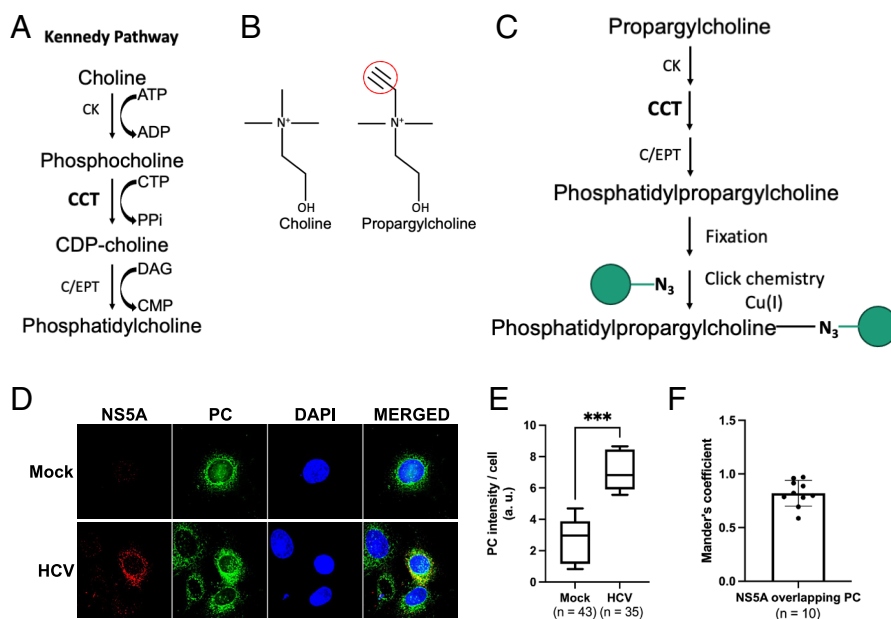 A
Kennedy Pathway
Choline
CK
ATP
ADP
Phosphocholine
CCT
CTP
PPi
CDP-choline
C/EPT
DAG
CMP
Phosphatidylcholine
B
N+
OH
Choline
N+
OH
Propargylcholine
C
Propargylcholine
CK
CCT
C/EPT
Phosphatidylpropargylcholine
Fixation
N3
Click chemistry
Cu(I)
Phosphatidylpropargylcholine
N3
D
NS5A PC DAPI MERGED
Mock
HCV
E
***
PC intensity / cell
(a. u.)
10
8
6
4
2
0
Mock HCV
(n = 43) (n = 35)
F
Mander's coefficient
1.5
1.0
0.5
0.0
NS5A overlapping PC
(n = 10)